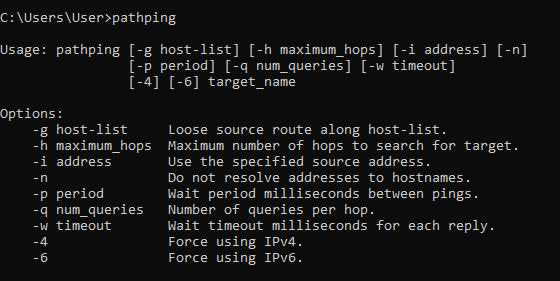 C:\Users\User>pathping
Usage: pathping [-g host-list] [-h maximum_hops] [-i address] [-n]
[-p period] [-q num_queries] [-w timeout]
[-4] [-6] target_name
Options:
-g host-list Loose source route along host-list.
-h maximum_hops Maximum number of hops to search for target.
-i address Use the specified source address.
-n Do not resolve addresses to hostnames.
-p period Wait period milliseconds between pings.
-q num_queries Number of queries per hop.
-w timeout Wait timeout milliseconds for each reply.
-4 Force using IPv4.
-6 Force using IPv6.